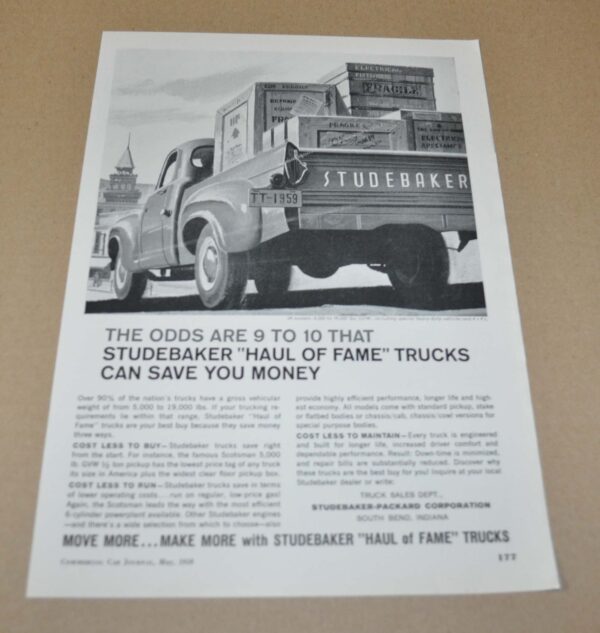 ELECTRICAL
FRAGILE
FOR FRAGILE
FRAGILE
ELECTRICAL
STUDEBAKER
TT-1959
THE ODDS ARE 9 TO 10 THAT
STUDEBAKER "HAUL OF FAME" TRUCKS
CAN SAVE YOU MONEY
Over 90% of the nation's trucks have a gross vehicular
weight of from 5,000 to 19,000 lbs. If your trucking re-
quirements lie within that range, Studebaker "Haul of
Fame" trucks are your best buy because they save money
three ways.
COST LESS TO BUY—Studebaker trucks save right
from the start. For instance, the famous Scotsman 5,000
lb. GVW ½ ton pickup has the lowest price tag of any truck
its size in America plus the widest clear floor pickup box.
COST LESS TO RUN—Studebaker trucks save in terms
of lower operating costs...run on regular, low-price gas!
Again, the Scotsman leads the way with the most efficient
6-cylinder powerplant available. Other Studebaker engines
—and there's a wide selection from which to choose—also
provide highly efficient performance, longer life and high-
est economy. All models come with standard pickup, stake
or flatbed bodies or chassis/cab, chassis/cowl versions for
special purpose bodies.
COST LESS TO MAINTAIN—Every truck is engineered
and built for longer life, increased driver comfort and
dependable performance. Result: Down-time is minimized,
and repair bills are substantially reduced. Discover why
these trucks are the best buy for you! Inquire at your local
Studebaker dealer or write:
TRUCK SALES DEPT.,
STUDEBAKER-PACKARD CORPORATION
SOUTH BEND, INDIANA
MOVE MORE...MAKE MORE with STUDEBAKER "HAUL of FAME" TRUCKS
COMMERCIAL CAR JOURNAL, May, 1958
177